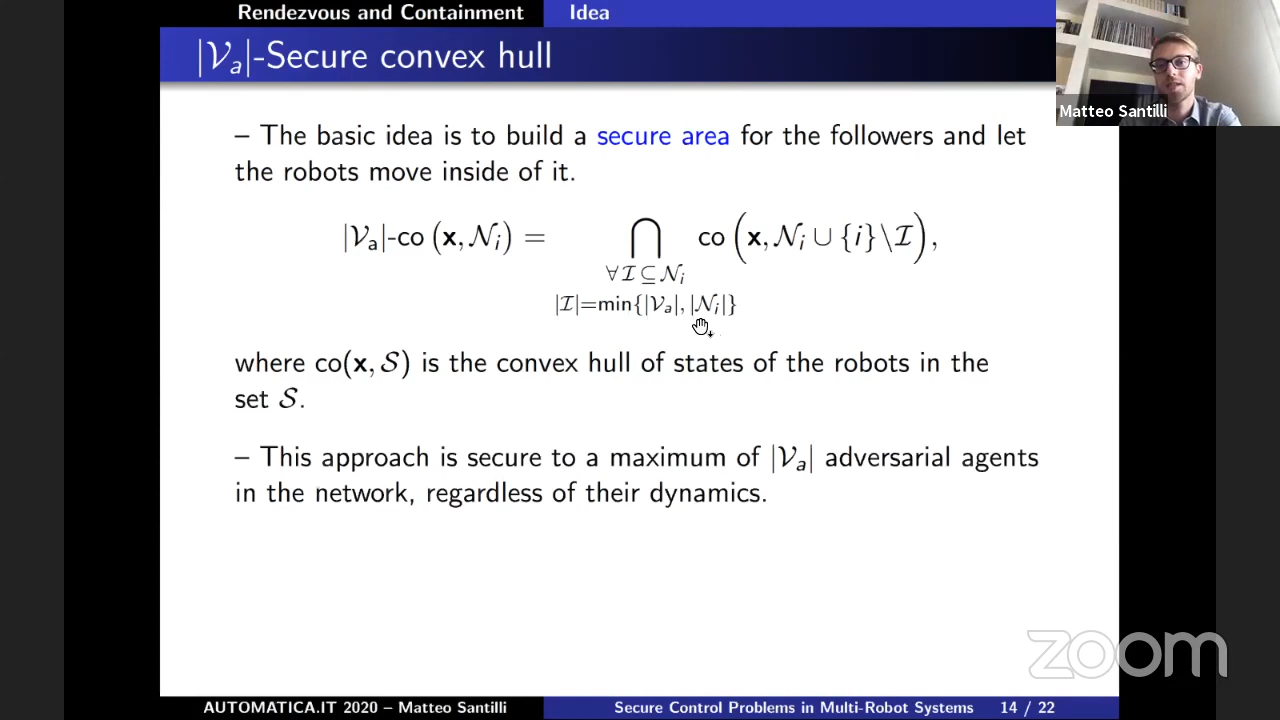 Rendezvous and Containment Idea
|𝒱ₐ|-Secure convex hull
Matteo Santilli
– The basic idea is to build a secure area for the followers and let
the robots move inside of it.
|𝒱ₐ|-co (𝐱, 𝒩ᵢ) = ⋂ co(𝐱, 𝒩ᵢ ∪ {i}\ℐ),
∀ℐ⊆𝒩ᵢ
|ℐ|=min{|𝒱ₐ|,|𝒩ᵢ|}
where co(𝐱, 𝒮) is the convex hull of states of the robots in the
set 𝒮.
– This approach is secure to a maximum of |𝒱ₐ| adversarial agents
in the network, regardless of their dynamics.
zoom
AUTOMATICA.IT 2020 – Matteo Santilli Secure Control Problems in Multi-Robot Systems 14 / 22